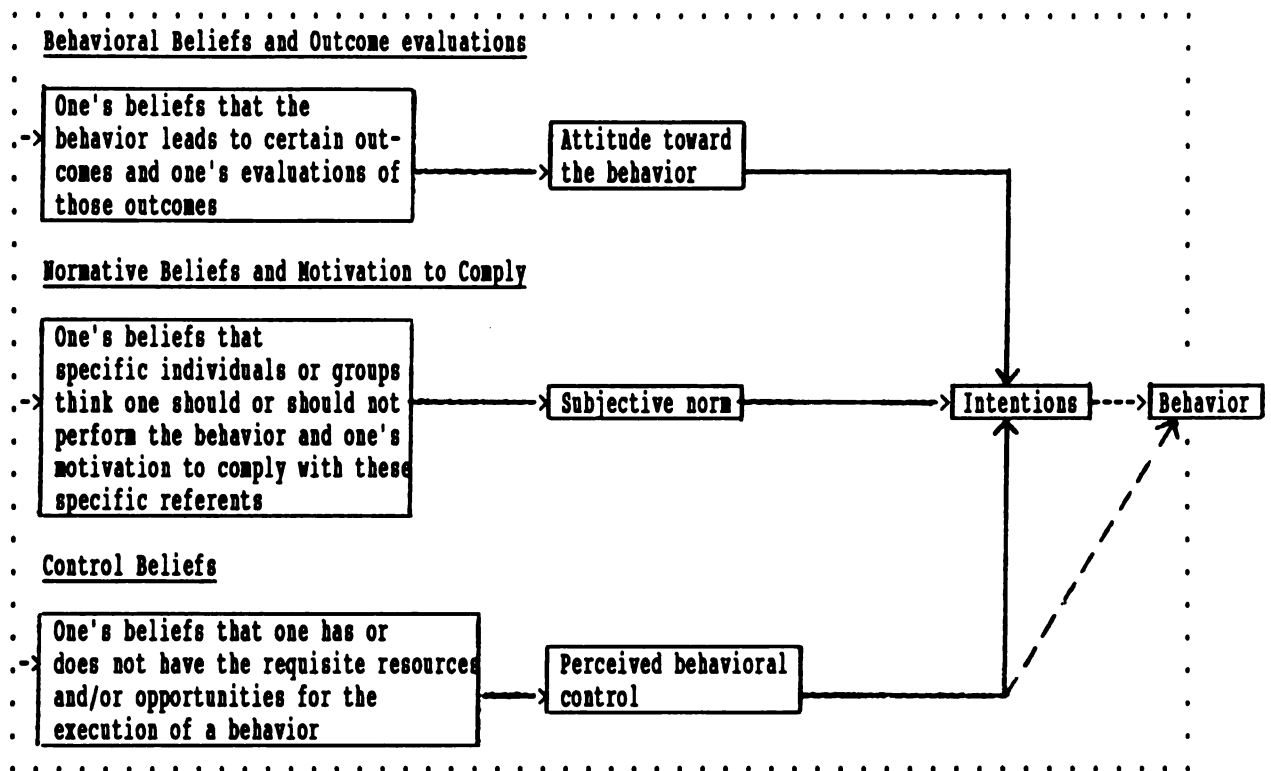 Behavioral Beliefs and Outcome evaluations
One's beliefs that the
behavior leads to certain out-
comes and one's evaluations of
those outcomes
Attitude toward
the behavior
Normative Beliefs and Motivation to Comply
One's beliefs that
specific individuals or groups
think one should or should not
perform the behavior and one's
motivation to comply with these
specific referents
Subjective norm
Intentions
Behavior
Control Beliefs
One's beliefs that one has or
does not have the requisite resources
and/or opportunities for the
execution of a behavior
Perceived behavioral
control